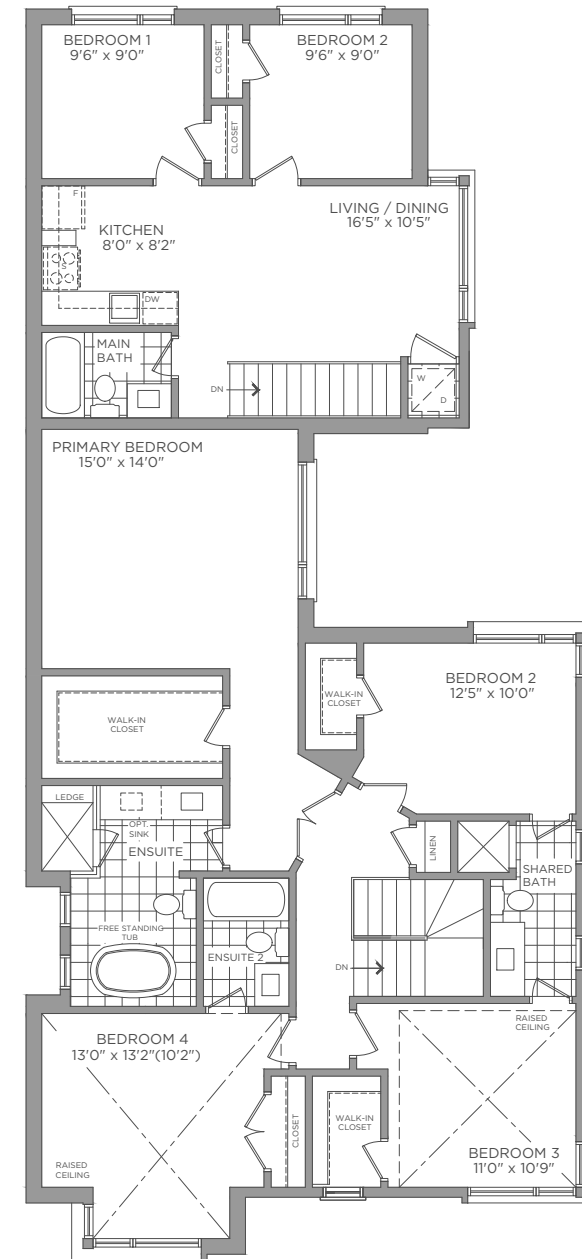 BEDROOM 1
9'6" x 9'0"
CLOSET
BEDROOM 2
9'6" x 9'0"
CLOSET
F
KITCHEN
8'0" x 8'2"
LIVING / DINING
16'5" x 10'5"
S
DW
MAIN
BATH
DN
W
D
PRIMARY BEDROOM
15'0" x 14'0"
WALK-IN
CLOSET
BEDROOM 2
12'5" x 10'0"
WALK-IN
CLOSET
LEDGE
OPT.
SINK
ENSUITE
LINEN
SHARED
BATH
FREE STANDING
TUB
ENSUITE 2
DN
RAISED
CEILING
BEDROOM 4
13'0" x 13'2"(10'2")
CLOSET
WALK-IN
CLOSET
BEDROOM 3
11'0" x 10'9"
RAISED
CEILING